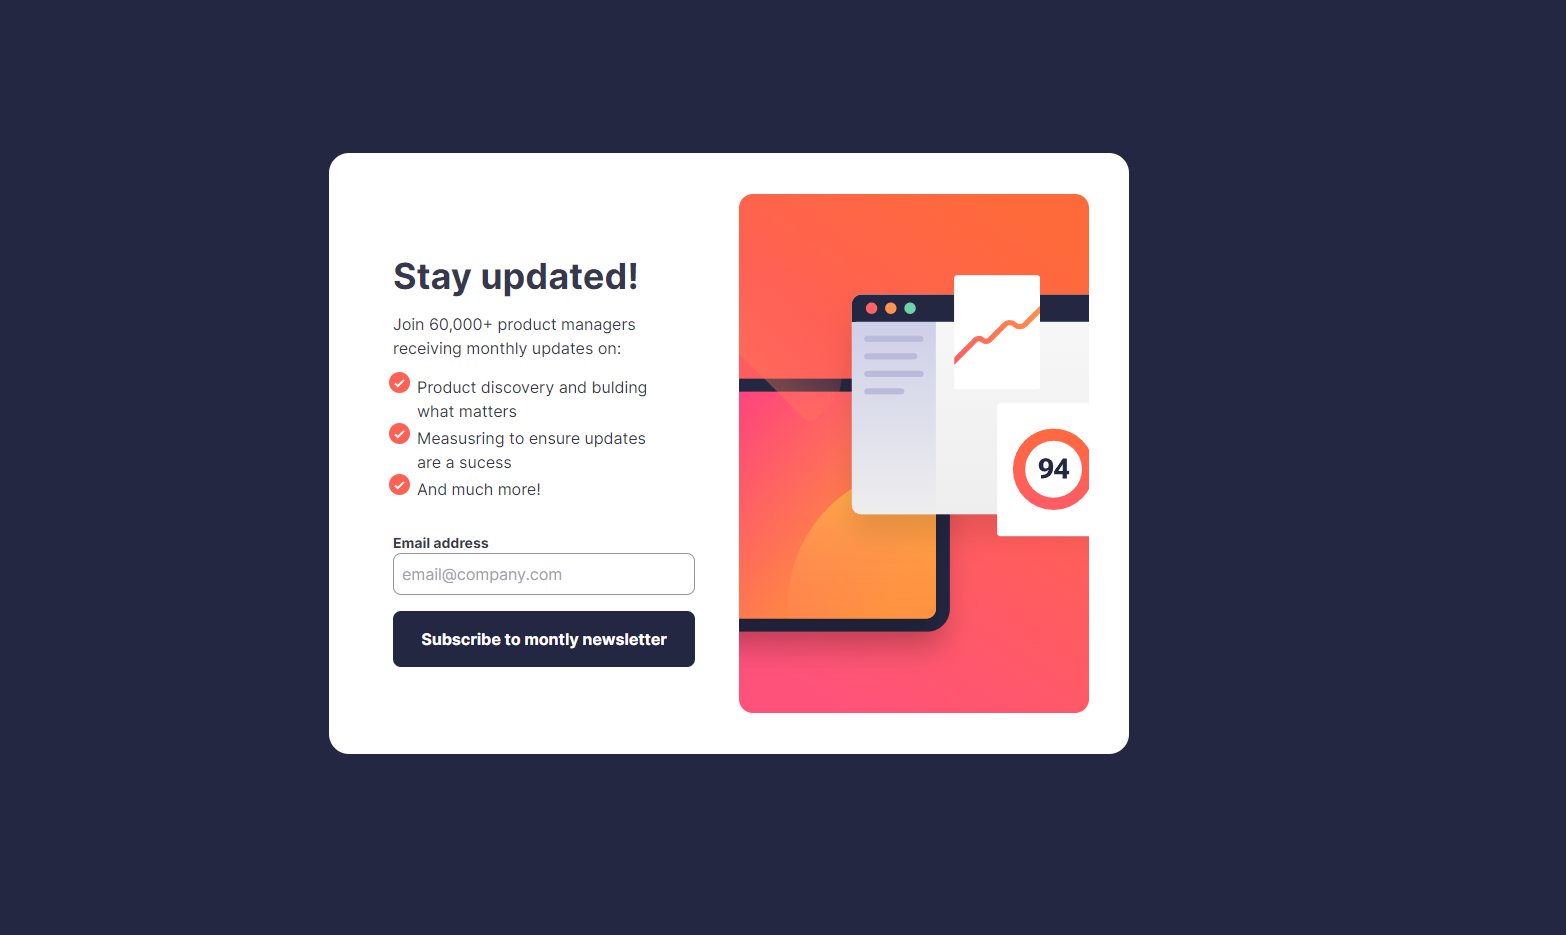 Stay updated!
Join 60,000+ product managers
receiving monthly updates on:
Product discovery and bulding
what matters
Measusring to ensure updates
are a sucess
And much more!
Email address
email@company.com
Subscribe to montly newsletter
94